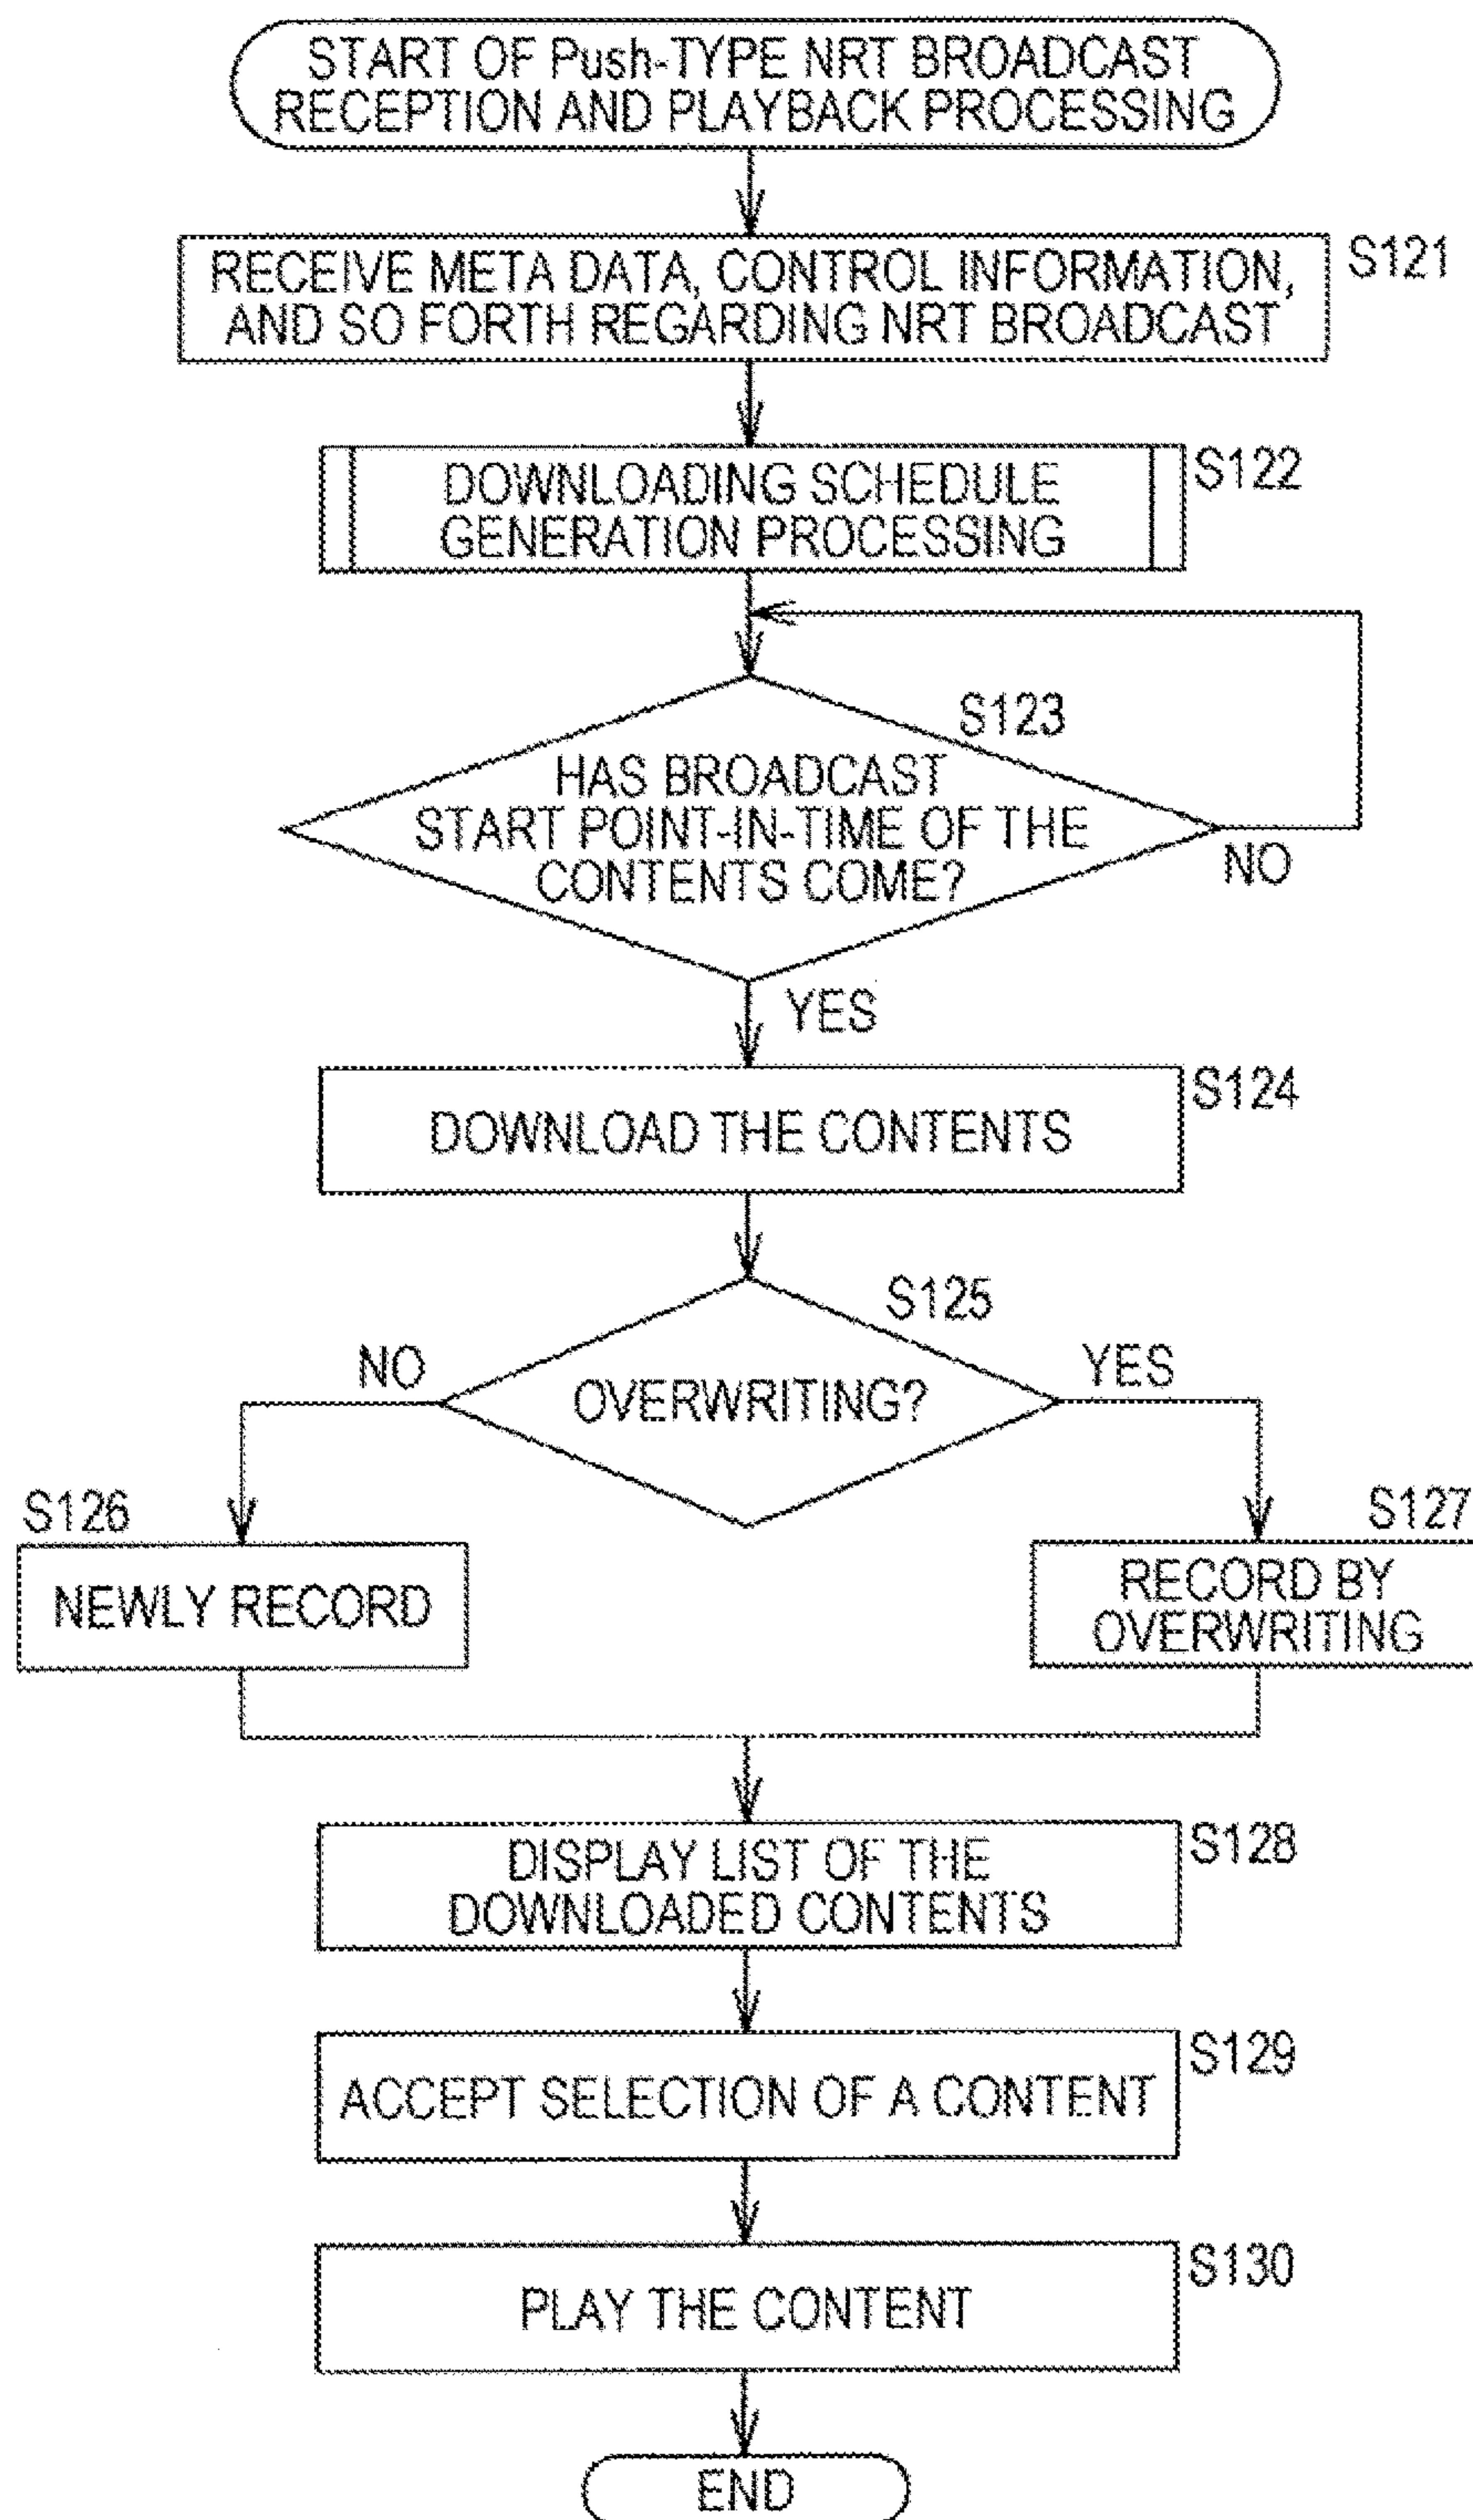 START OF Push-TYPE NRT BROADCAST
RECEPTION AND PLAYBACK PROCESSING
S121
RECEIVE META DATA, CONTROL INFORMATION,
AND SO FORTH REGARDING NRT BROADCAST
S122
DOWNLOADING SCHEDULE
GENERATION PROCESSING
S123
HAS BROADCAST
START POINT-IN-TIME OF THE
CONTENTS COME?
NO
YES
S124
DOWNLOAD THE CONTENTS
S125
NO
YES
OVERWRITING?
S126
NEWLY RECORD
S127
RECORD BY
OVERWRITING
S128
DISPLAY LIST OF THE
DOWNLOADED CONTENTS
S129
ACCEPT SELECTION OF A CONTENT
S130
PLAY THE CONTENT
END